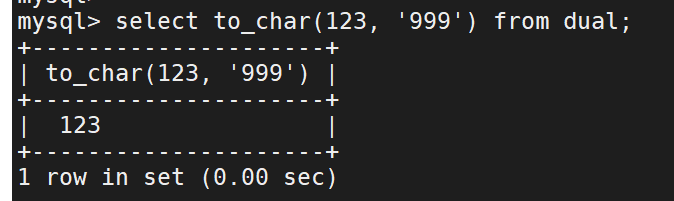 mysql> select to_char(123, '999') from dual;
+---------------------+
| to_char(123, '999') |
+---------------------+
|  123                |
+---------------------+
1 row in set (0.00 sec)